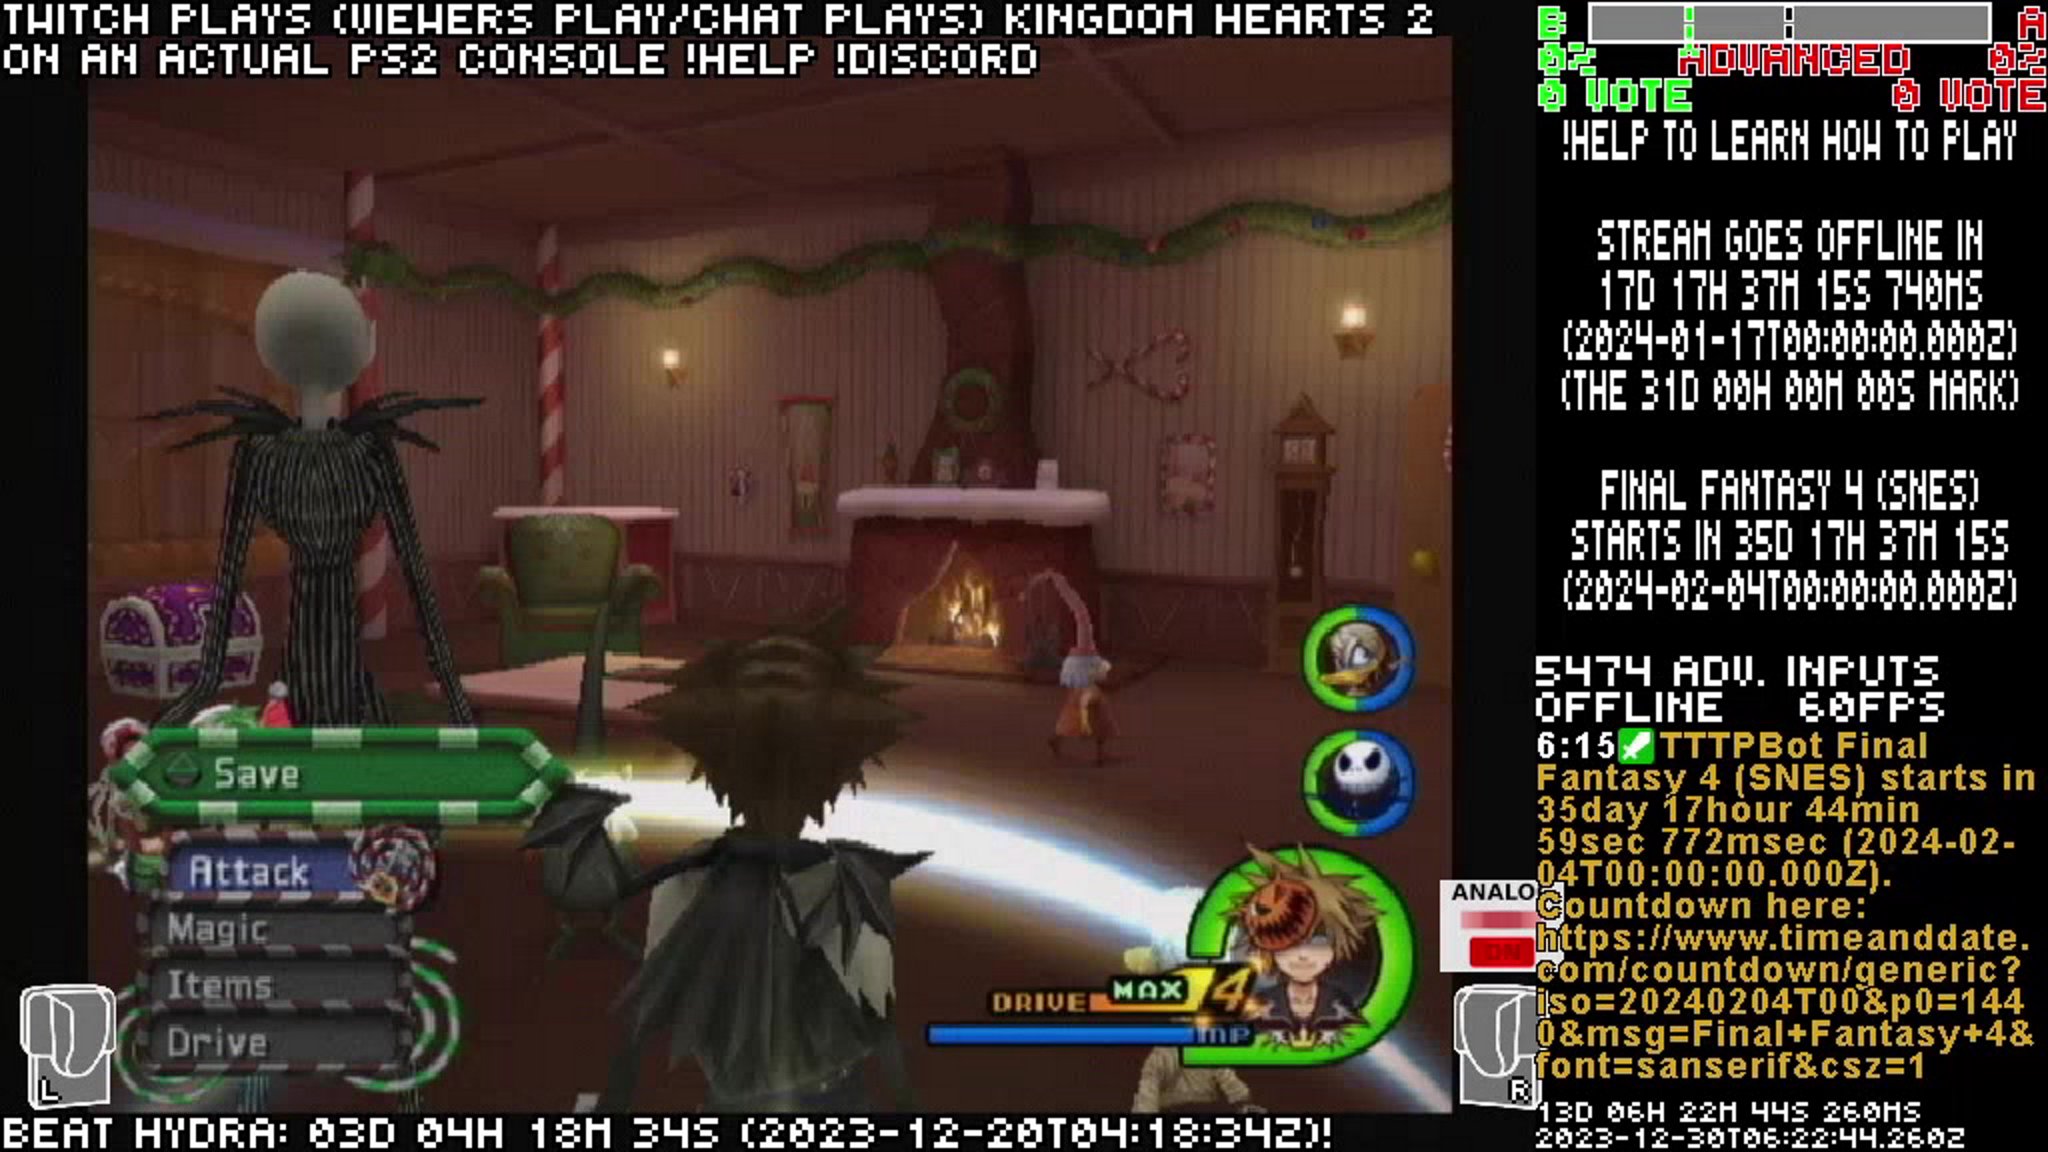 TWITCH PLAYS (VIEWERS PLAY/CHAT PLAYS) KINGDOM HEARTS 2
ON AN ACTUAL PS2 CONSOLE !HELP !DISCORD
Save
Attack
Magic
Items
Drive
DRIVE MAX 4
MP
L
BEAT HYDRA: 03D 04H 18M 34S (2023-12-20T04:18:34Z)!
B A
0% ADVANCED 0%
0 VOTE 0 VOTE
!HELP TO LEARN HOW TO PLAY
STREAM GOES OFFLINE IN
17D 17H 37M 15S 740MS
(2024-01-17T00:00:00.000Z)
(THE 31D 00H 00M 00S MARK)
FINAL FANTASY 4 (SNES)
STARTS IN 35D 17H 37M 15S
(2024-02-04T00:00:00.000Z)
5474 ADV. INPUTS
OFFLINE 60FPS
6:15 TTTPBot Final
Fantasy 4 (SNES) starts in
35day 17hour 44min
59sec 772msec (2024-02-
04T00:00:00.000Z).
Countdown here:
https://www.timeanddate.
com/countdown/generic?
iso=20240204T00&p0=144
0&msg=Final+Fantasy+4&
font=sanserif&csz=1
ANALO
ON
R
13D 06H 22M 44S 260MS
2023-12-30T06:22:44.260Z